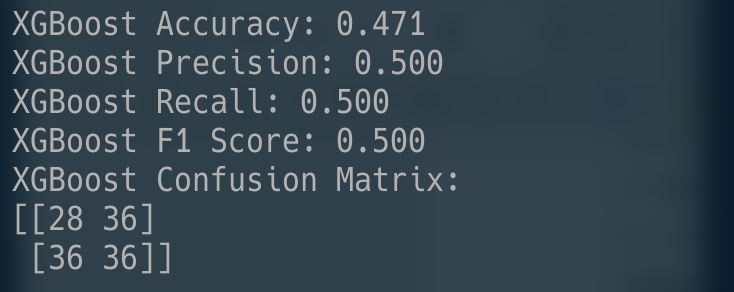 XGBoost Accuracy: 0.471
XGBoost Precision: 0.500
XGBoost Recall: 0.500
XGBoost F1 Score: 0.500
XGBoost Confusion Matrix:
[[28 36]
 [36 36]]